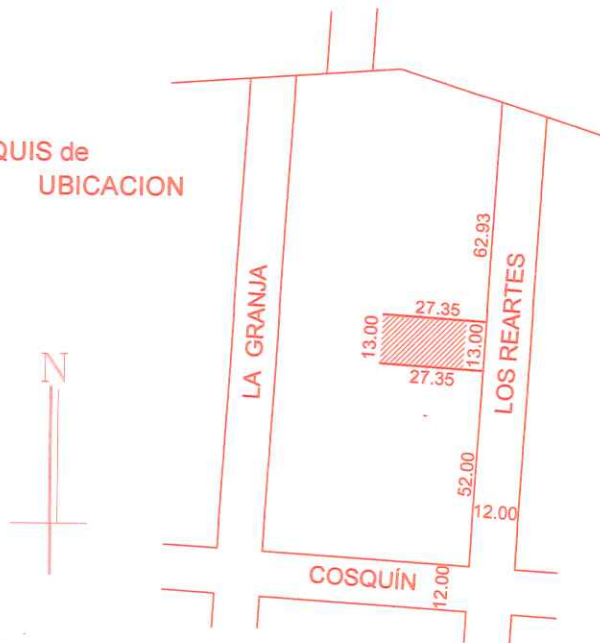 QUIS de
UBICACION
N
LA GRANJA
62.93
LOS REARTES
27.35
13.00
13.00
27.35
52.00
12.00
COSQUÍN
12.00